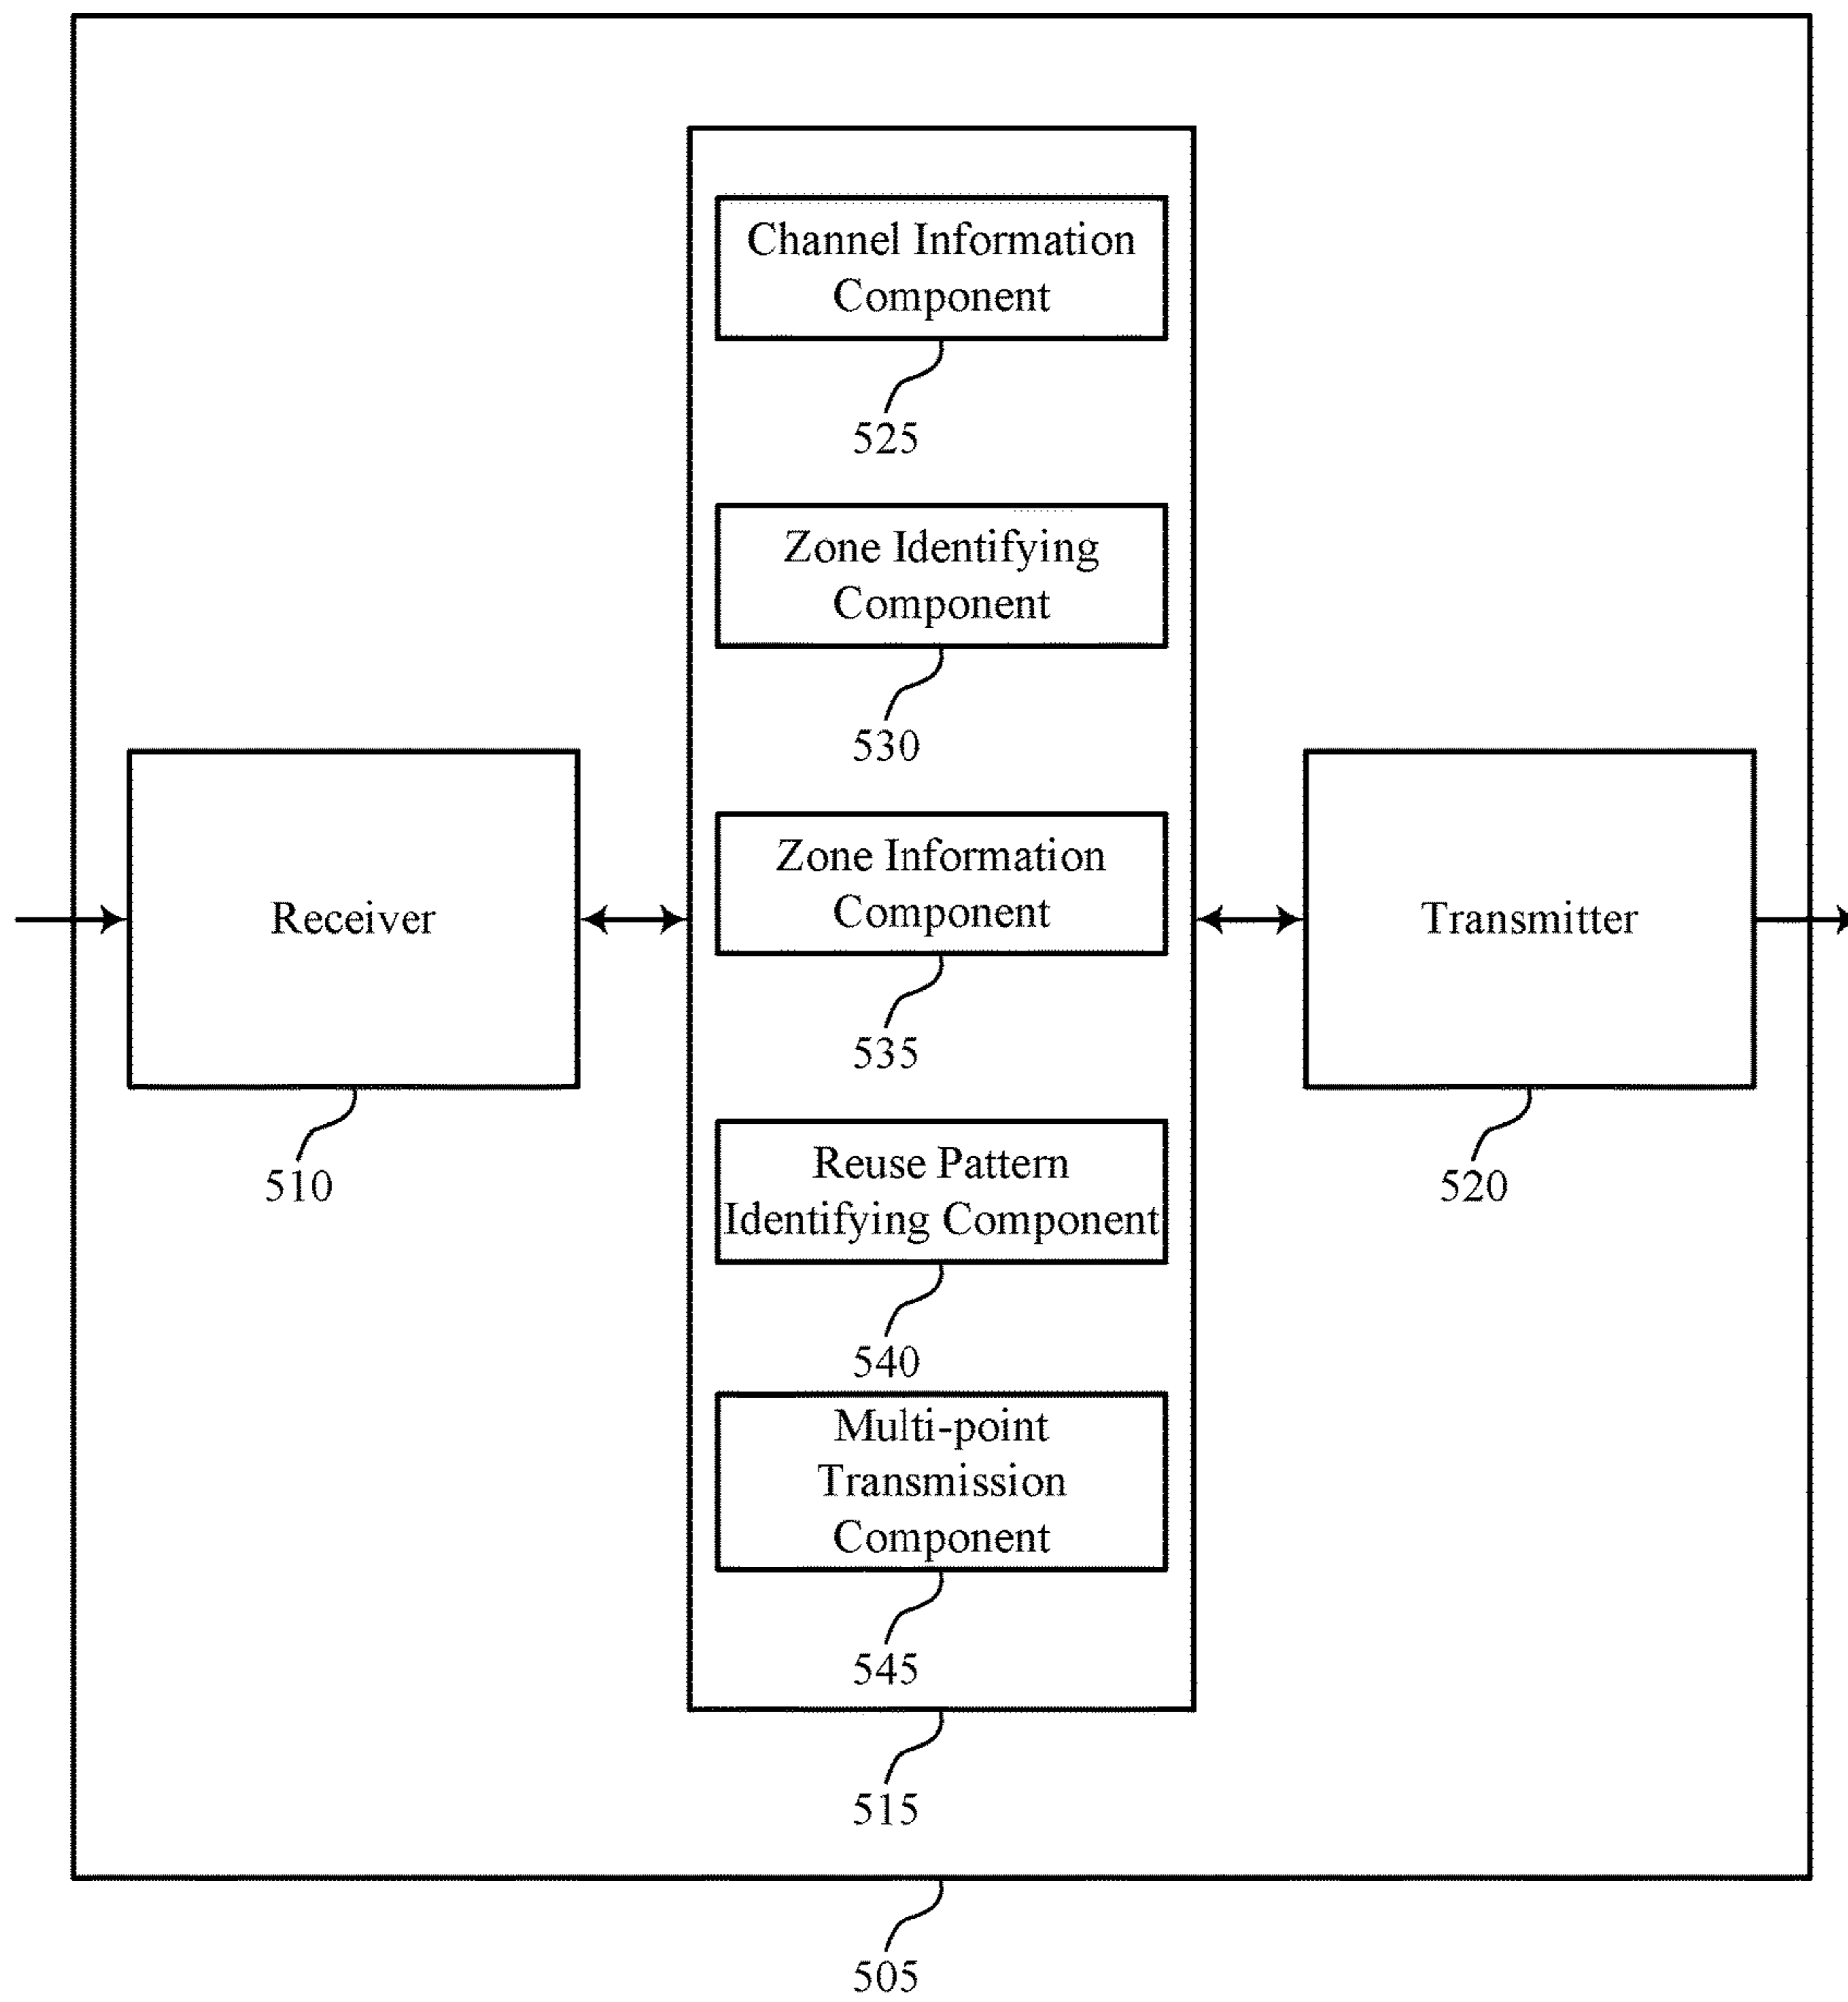 Channel Information
Component
525
Zone Identifying
Component
530
Receiver
510
Zone Information
Component
535
Transmitter
520
Reuse Pattern
Identifying Component
540
Multi-point
Transmission
Component
545
515
505